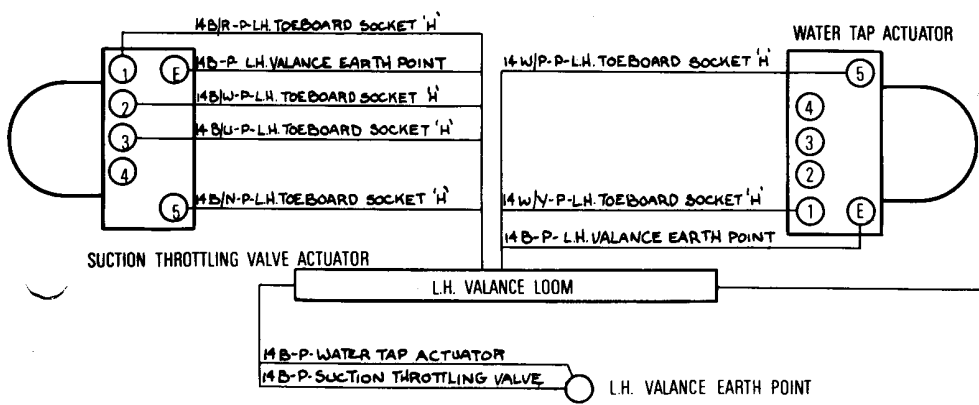 14B/R-P-L.H. TOEBOARD SOCKET 'H'
WATER TAP ACTUATOR
1 E 14B-P L.H. VALANCE EARTH POINT
14W/P-P-L.H. TOEBOARD SOCKET 'H' 5
2 14B/W-P-L.H. TOEBOARD SOCKET 'H'
4
3 14B/U-P-L.H. TOEBOARD SOCKET 'H'
3
4
2
5 14B/N-P-L.H. TOEBOARD SOCKET 'H'
14W/Y-P-L.H. TOEBOARD SOCKET 'H' 1 E
14B-P-L.H. VALANCE EARTH POINT
SUCTION THROTTLING VALVE ACTUATOR
L.H. VALANCE LOOM
14B-P-WATER TAP ACTUATOR
14B-P-SUCTION THROTTLING VALVE
L.H. VALANCE EARTH POINT